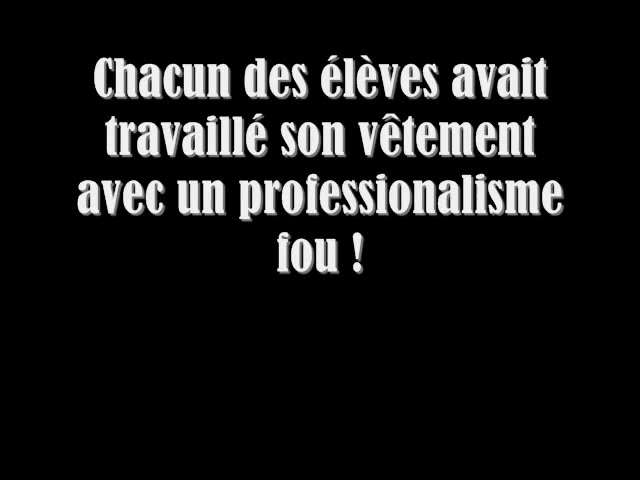 Chacun des élèves avait
travaillé son vêtement
avec un professionalisme
fou !